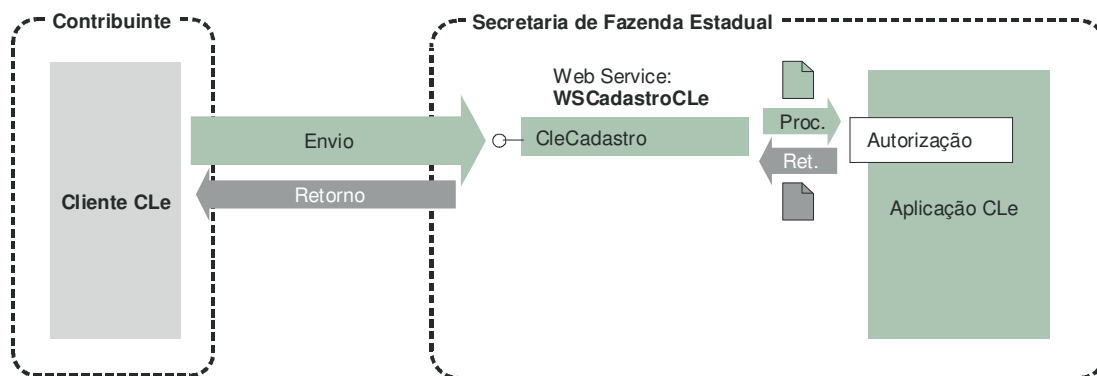 Contribuinte
Secretaria de Fazenda Estadual
Web Service:
WSCadastroCLe
Envio
CleCadastro
Proc.
Autorização
Ret.
Retorno
Cliente CLe
Aplicação CLe